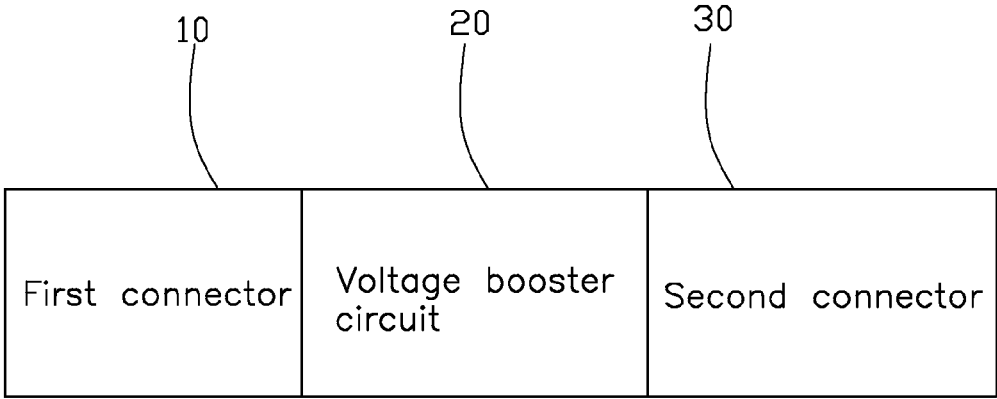 10
20
30
First connector
Voltage booster
circuit
Second connector